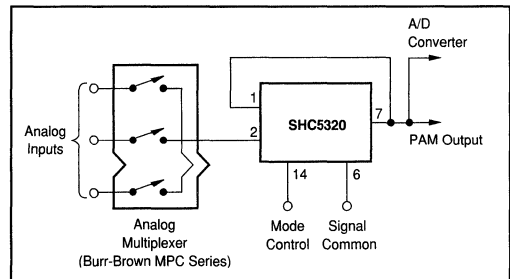 A/D
Converter
1
SHC5320
7
2
PAM Output
Analog
Inputs
14
6
Analog
Multiplexer
(Burr-Brown MPC Series)
Mode
Control
Signal
Common